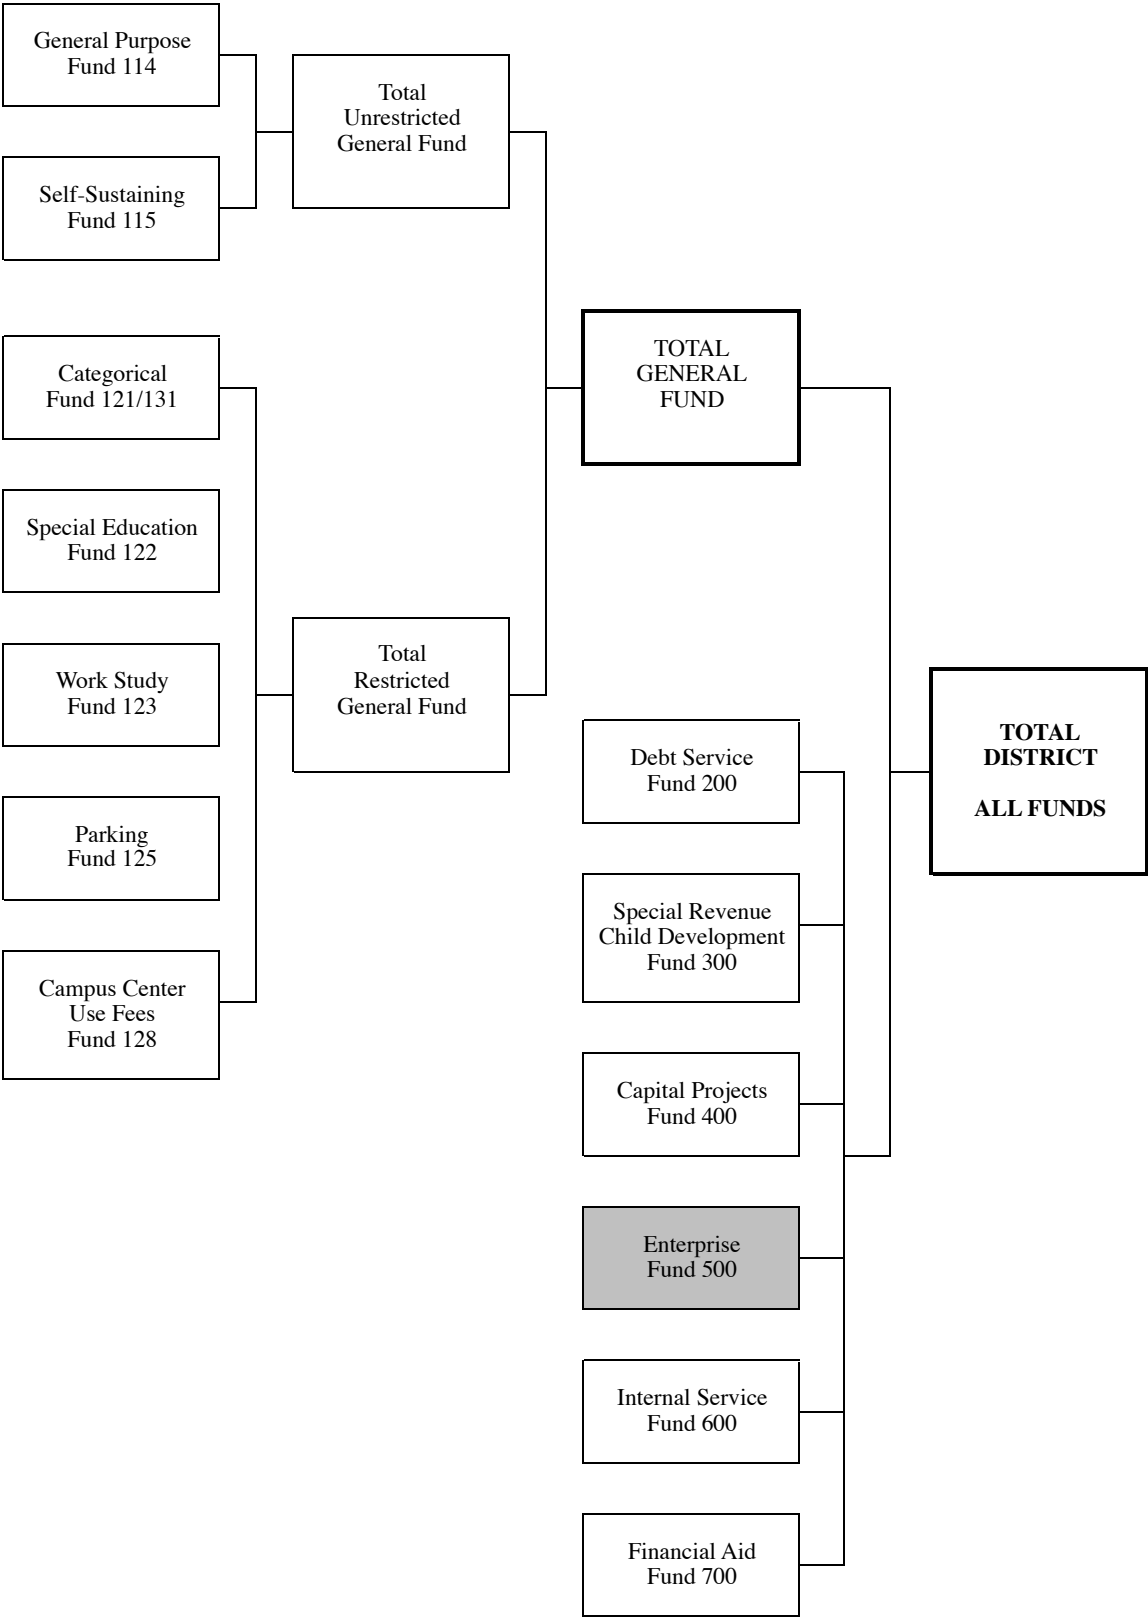 General Purpose
Fund 114
Self-Sustaining
Fund 115
Categorical
Fund 121/131
Special Education
Fund 122
Work Study
Fund 123
Parking
Fund 125
Campus Center
Use Fees
Fund 128
Total
Unrestricted
General Fund
Total
Restricted
General Fund
TOTAL
GENERAL
FUND
Debt Service
Fund 200
Special Revenue
Child Development
Fund 300
Capital Projects
Fund 400
Enterprise
Fund 500
Internal Service
Fund 600
Financial Aid
Fund 700
TOTAL
DISTRICT
ALL FUNDS